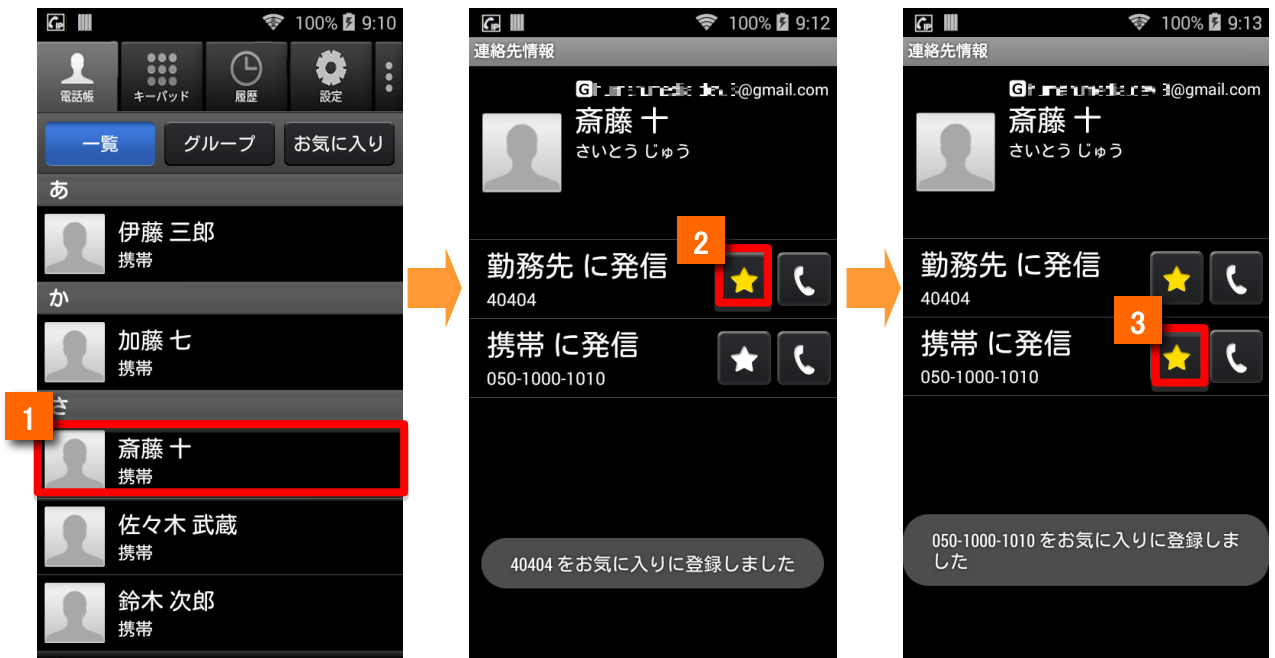 100% 9:10
電話帳
キーパッド
履歴
設定
一覧
グループ
お気に入り
あ
伊藤 三郎
携帯
か
加藤 七
携帯
1
さ
斎藤 十
携帯
佐々木 武蔵
携帯
鈴木 次郎
携帯
100% 9:12
連絡先情報
@gmail.com
斎藤 十
さいとう じゅう
2
勤務先 に発信
40404
携帯 に発信
050-1000-1010
40404 をお気に入りに登録しました
100% 9:13
連絡先情報
@gmail.com
斎藤 十
さいとう じゅう
勤務先 に発信
40404
3
携帯 に発信
050-1000-1010
050-1000-1010 をお気に入りに登録しま
した